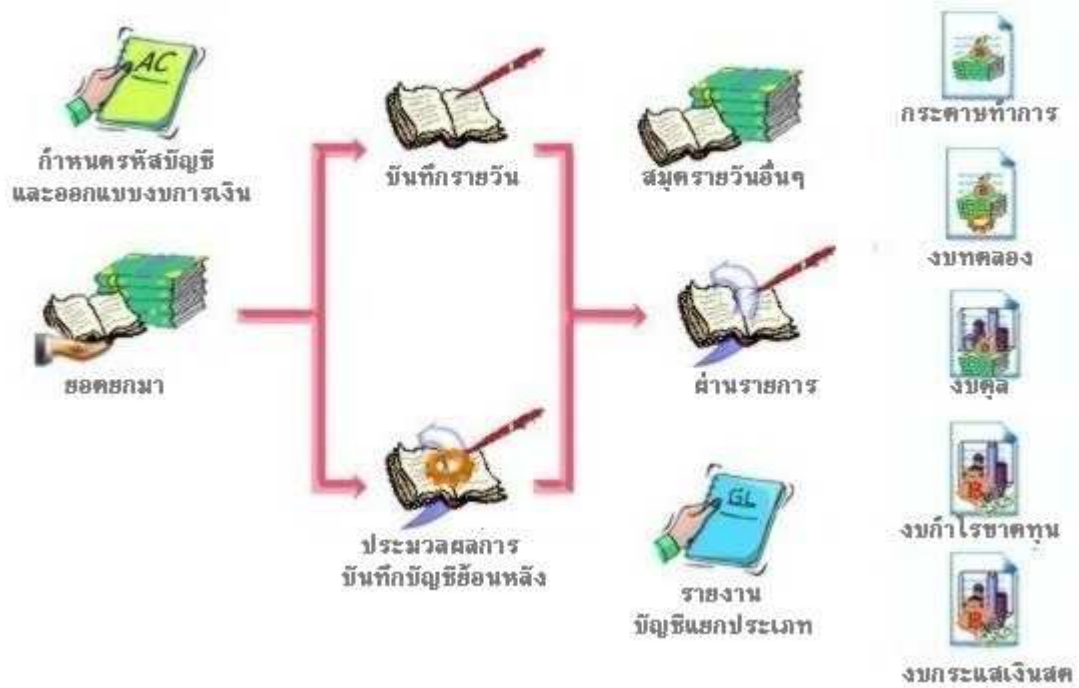 AC
กำหนดรหัสบัญชี
และออกแบบงบการเงิน
ยอดยกมา
บันทึกรายวัน
ประมวลผลการ
บันทึกบัญชีย้อนหลัง
สมุดรายวันอื่นๆ
ผ่านรายการ
GL
รายงาน
บัญชีแยกประเภท
กระดาษทำการ
งบทดลอง
งบดุล
งบกำไรขาดทุน
งบกระแสเงินสด